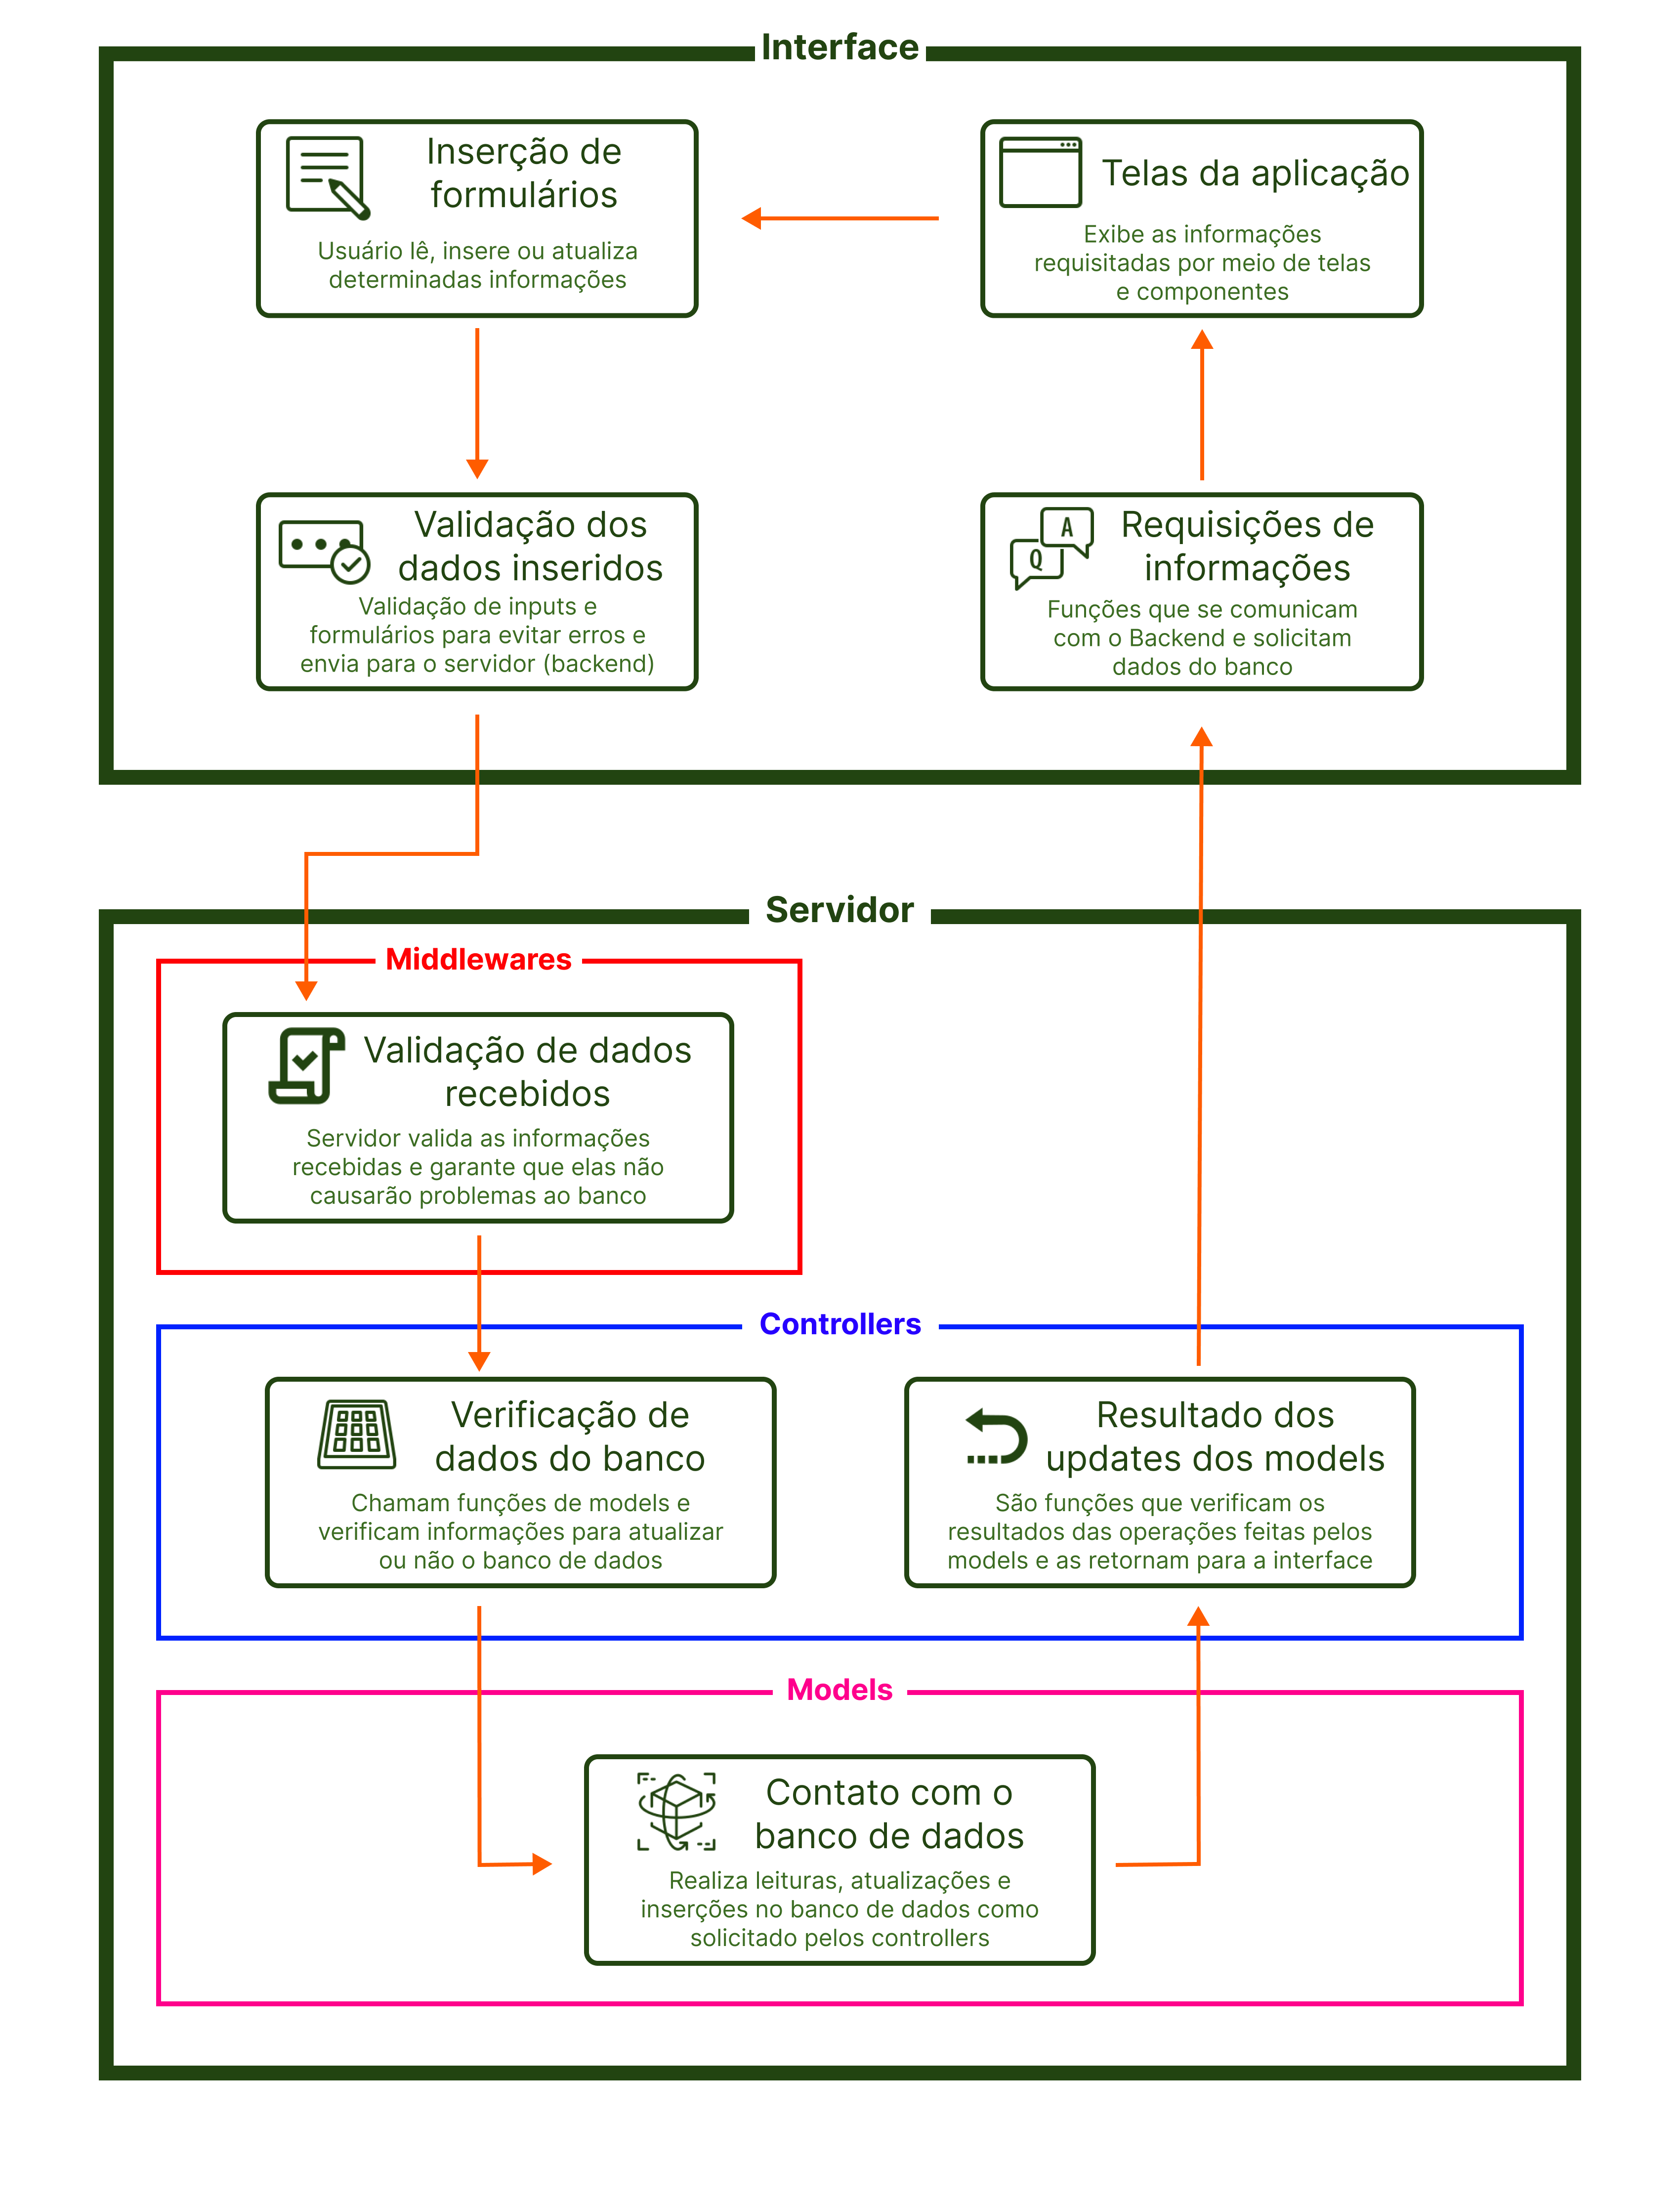 Interface
Inserção de
formulários
Usuário lê, insere ou atualiza
determinadas informações
Telas da aplicação
Exibe as informações
requisitadas por meio de telas
e componentes
Validação dos
dados inseridos
Validação de inputs e
formulários para evitar erros e
envia para o servidor (backend)
A
Q
Requisições de
informações
Funções que se comunicam
com o Backend e solicitam
dados do banco
Servidor
Middlewares
Validação de dados
recebidos
Servidor valida as informações
recebidas e garante que elas não
causarão problemas ao banco
Controllers
Verificação de
dados do banco
Chamam funções de models e
verificam informações para atualizar
ou não o banco de dados
Resultado dos
updates dos models
São funções que verificam os
resultados das operações feitas pelos
models e as retornam para a interface
Models
Contato com o
banco de dados
Realiza leituras, atualizações e
inserções no banco de dados como
solicitado pelos controllers